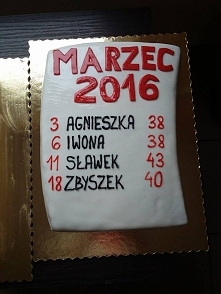 MARZEC
2016
3 AGNIESZKA 38
6 IWONA 38
11 SŁAWEK 43
18 ZBYSZEK 40